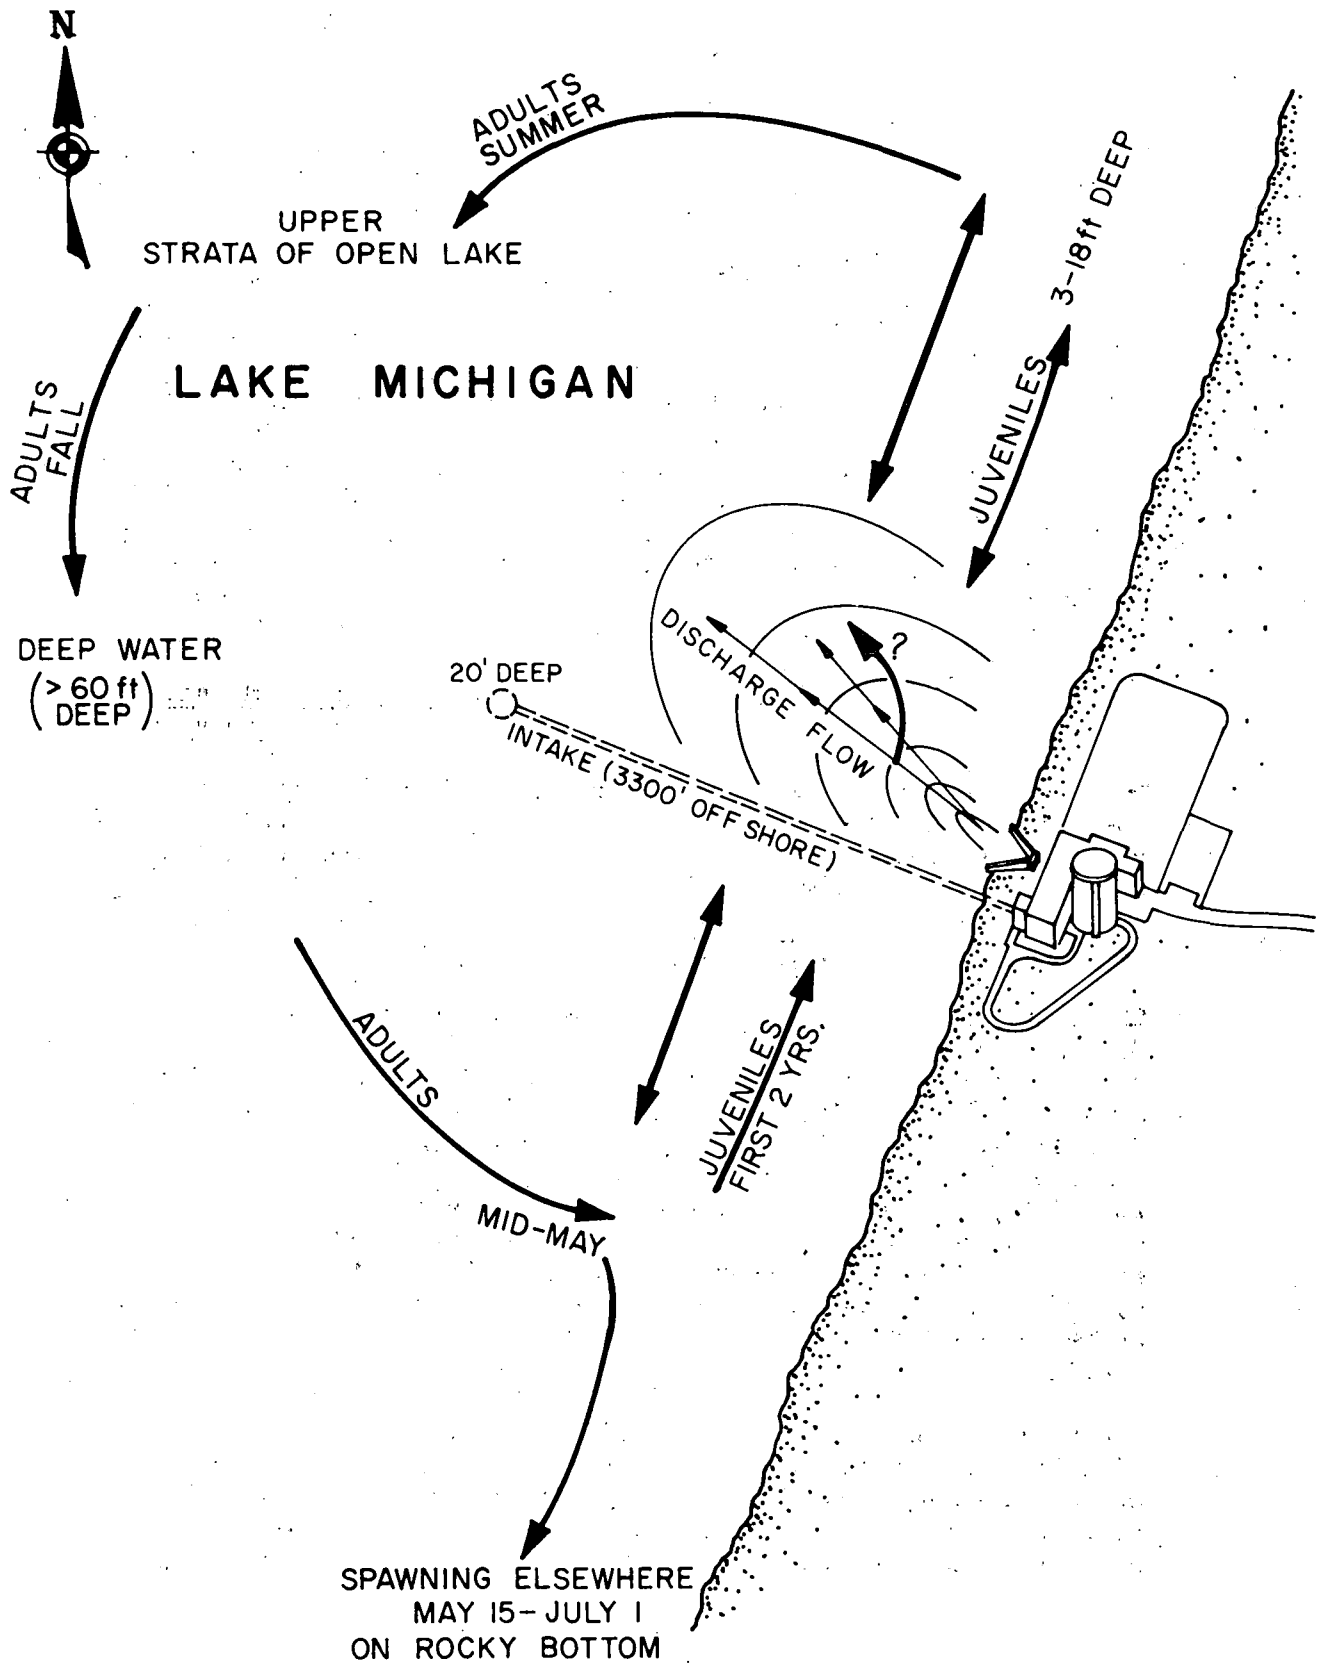 N
ADULTS
SUMMER
UPPER
STRATA OF OPEN LAKE
3-18ft DEEP
JUVENILES
LAKE MICHIGAN
ADULTS
FALL
DEEP WATER
(> 60 ft)
DEEP
20' DEEP
DISCHARGE FLOW
?
INTAKE (3300' OFF SHORE)
ADULTS
MID-MAY
JUVENILES
FIRST 2 YRS.
SPAWNING ELSEWHERE
MAY 15-JULY 1
ON ROCKY BOTTOM